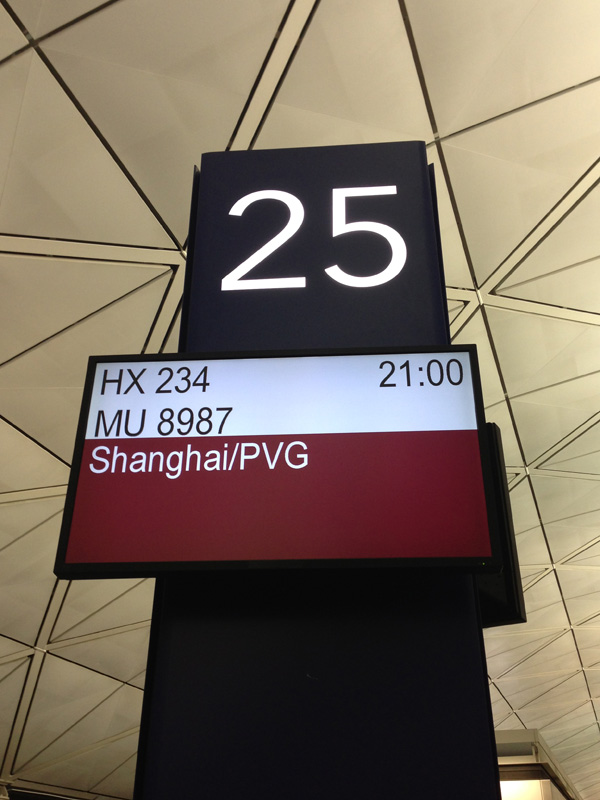 25
HX 234 21:00
MU 8987
Shanghai/PVG